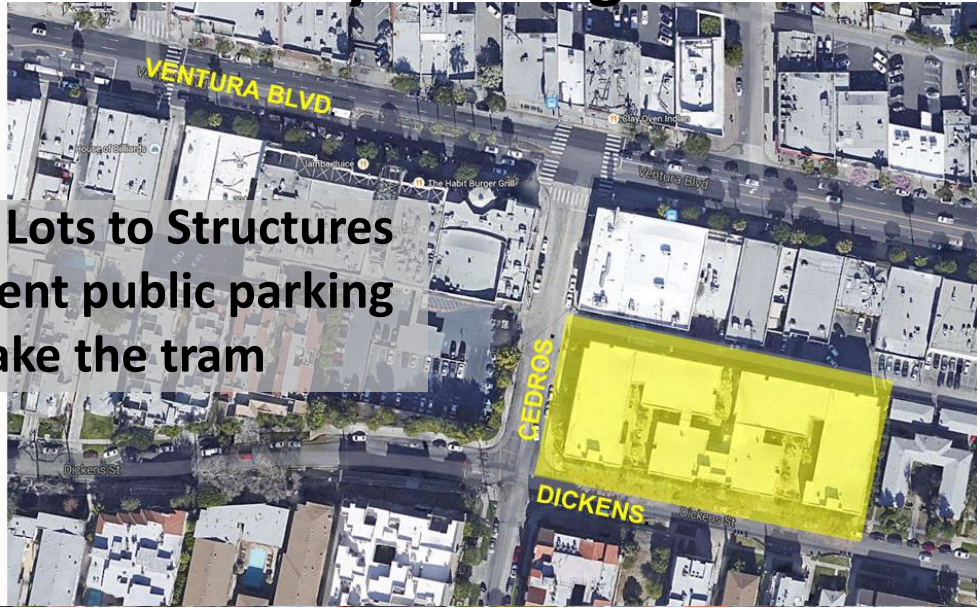 VENTURA BLVD
Clay Oven Indian
House of Billiards
Jamba Juice
The Habit Burger Grill
Ventura Blvd
Lots to Structures
ent public parking
ake the tram
CEDROS
Dickens St
DICKENS
Dickens St